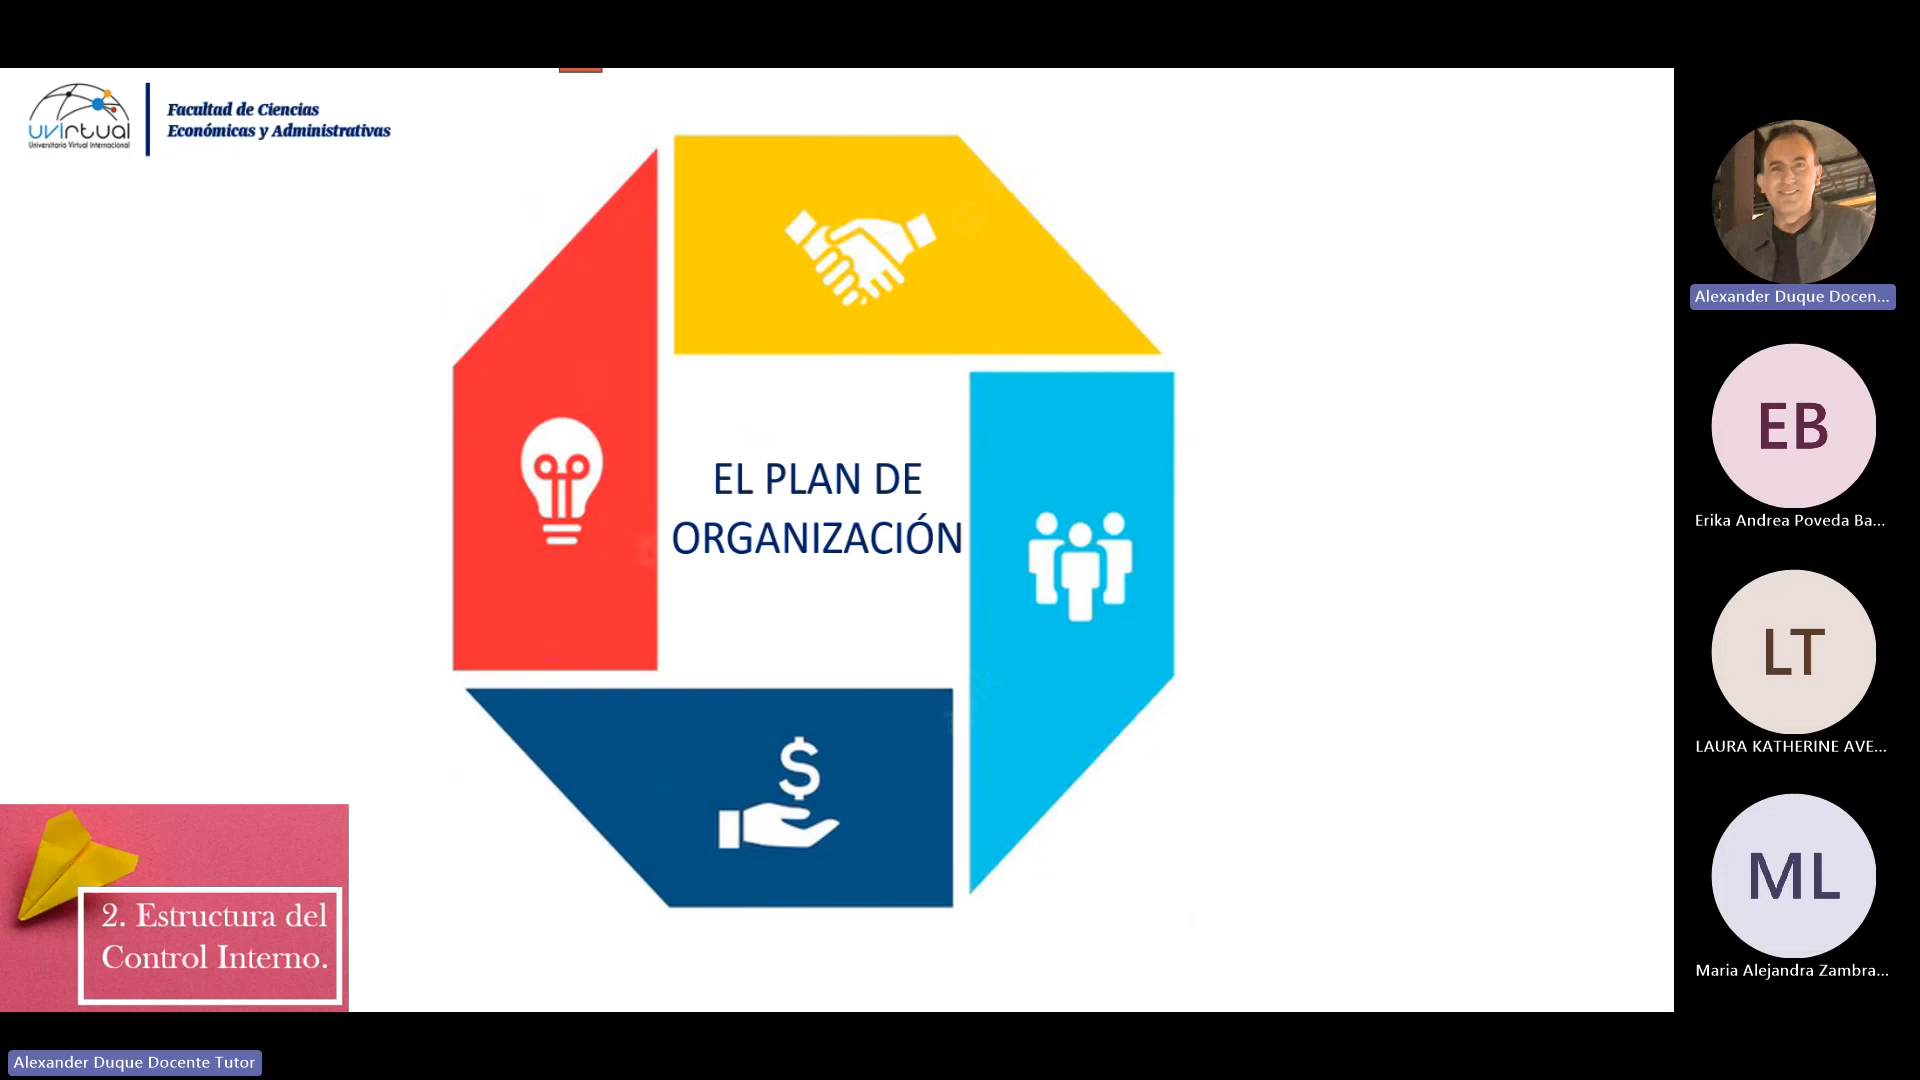 uvirtual
Universitaria Virtual Internacional
Facultad de Ciencias
Económicas y Administrativas
EL PLAN DE
ORGANIZACIÓN
$
2. Estructura del
Control Interno.
Alexander Duque Docen...
EB
Erika Andrea Poveda Ba...
LT
LAURA KATHERINE AVE...
ML
Maria Alejandra Zambra...
Alexander Duque Docente Tutor